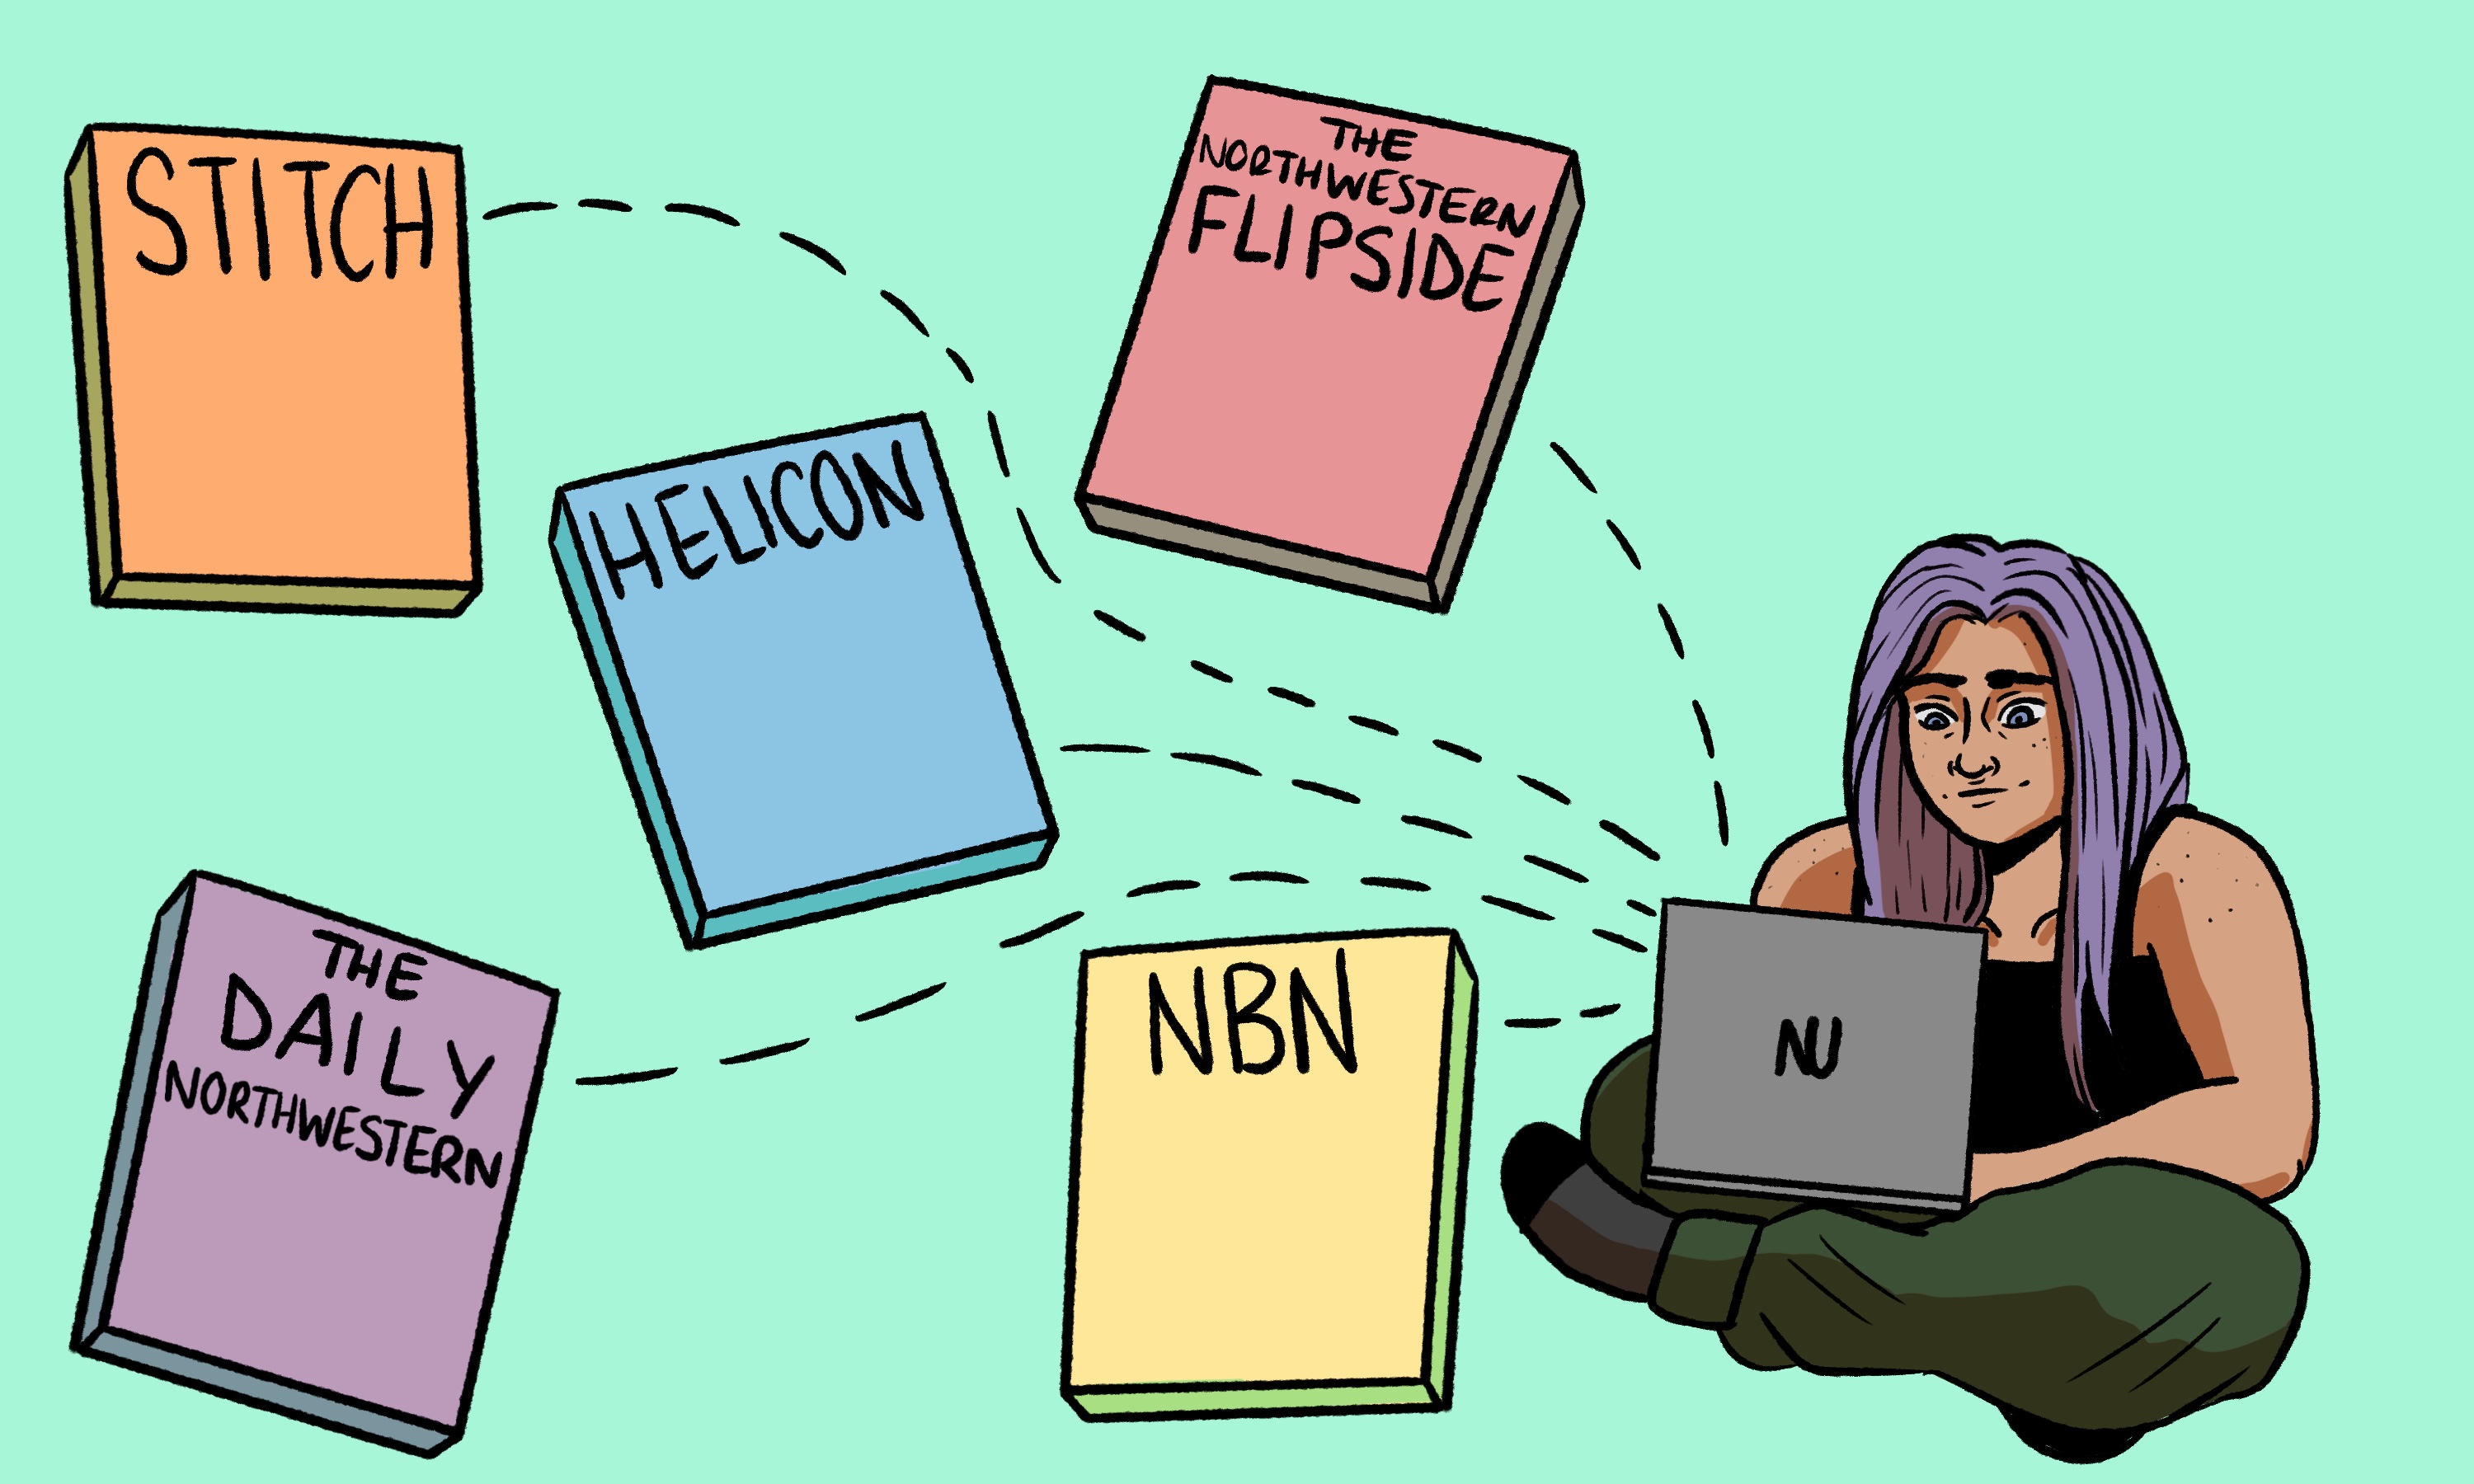 STITCH
THE
NORTHWESTERN
FLIPSIDE
HELICON
THE
DAILY
NORTHWESTERN
NBN
NU